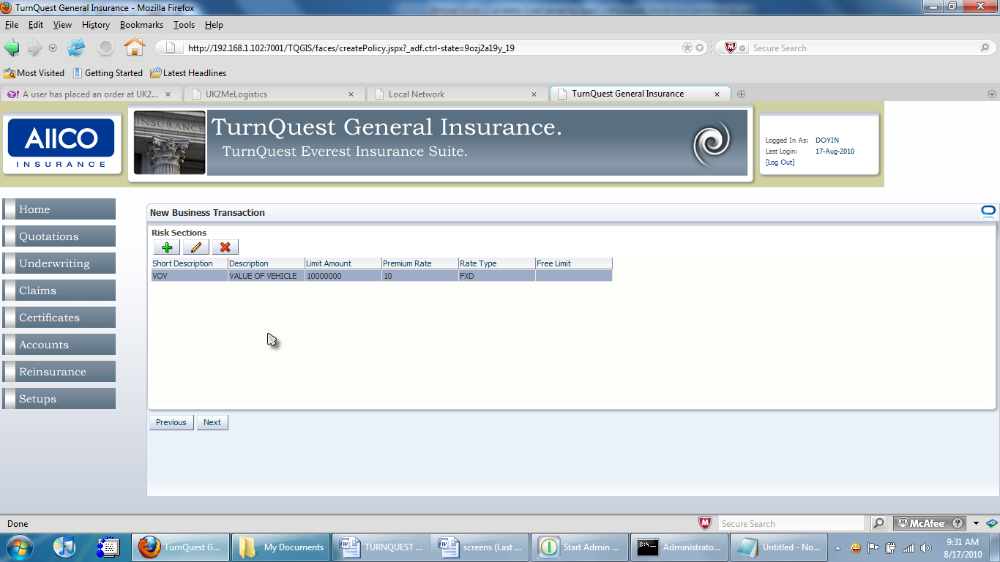 TurnQuest General Insurance - Mozilla Firefox
File Edit View History Bookmarks Tools Help
http://192.168.1.102:7001/TQGIS/faces/createPolicy.jspx?_adf.ctrl-state=9ozj2a19y_19
Secure Search
Most Visited Getting Started Latest Headlines
A user has placed an order at UK2... UK2MeLogistics Local Network TurnQuest General Insurance
AIICO
INSURANCE
INSURANCE
TurnQuest General Insurance.
TurnQuest Everest Insurance Suite.
Logged In As: DOYIN
Last Login: 17-Aug-2010
[Log Out]
Home
Quotations
Underwriting
Claims
Certificates
Accounts
Reinsurance
Setups
New Business Transaction
Risk Sections
Short Description Description Limit Amount Premium Rate Rate Type Free Limit
VOV VALUE OF VEHICLE 10000000 10 FXD
Previous Next
Done
Secure Search
McAfee
TurnQuest G... My Documents TURNQUEST ... screens (Last ... Start Admin ... Administrato... Untitled - No...
9:31 AM
8/17/2010